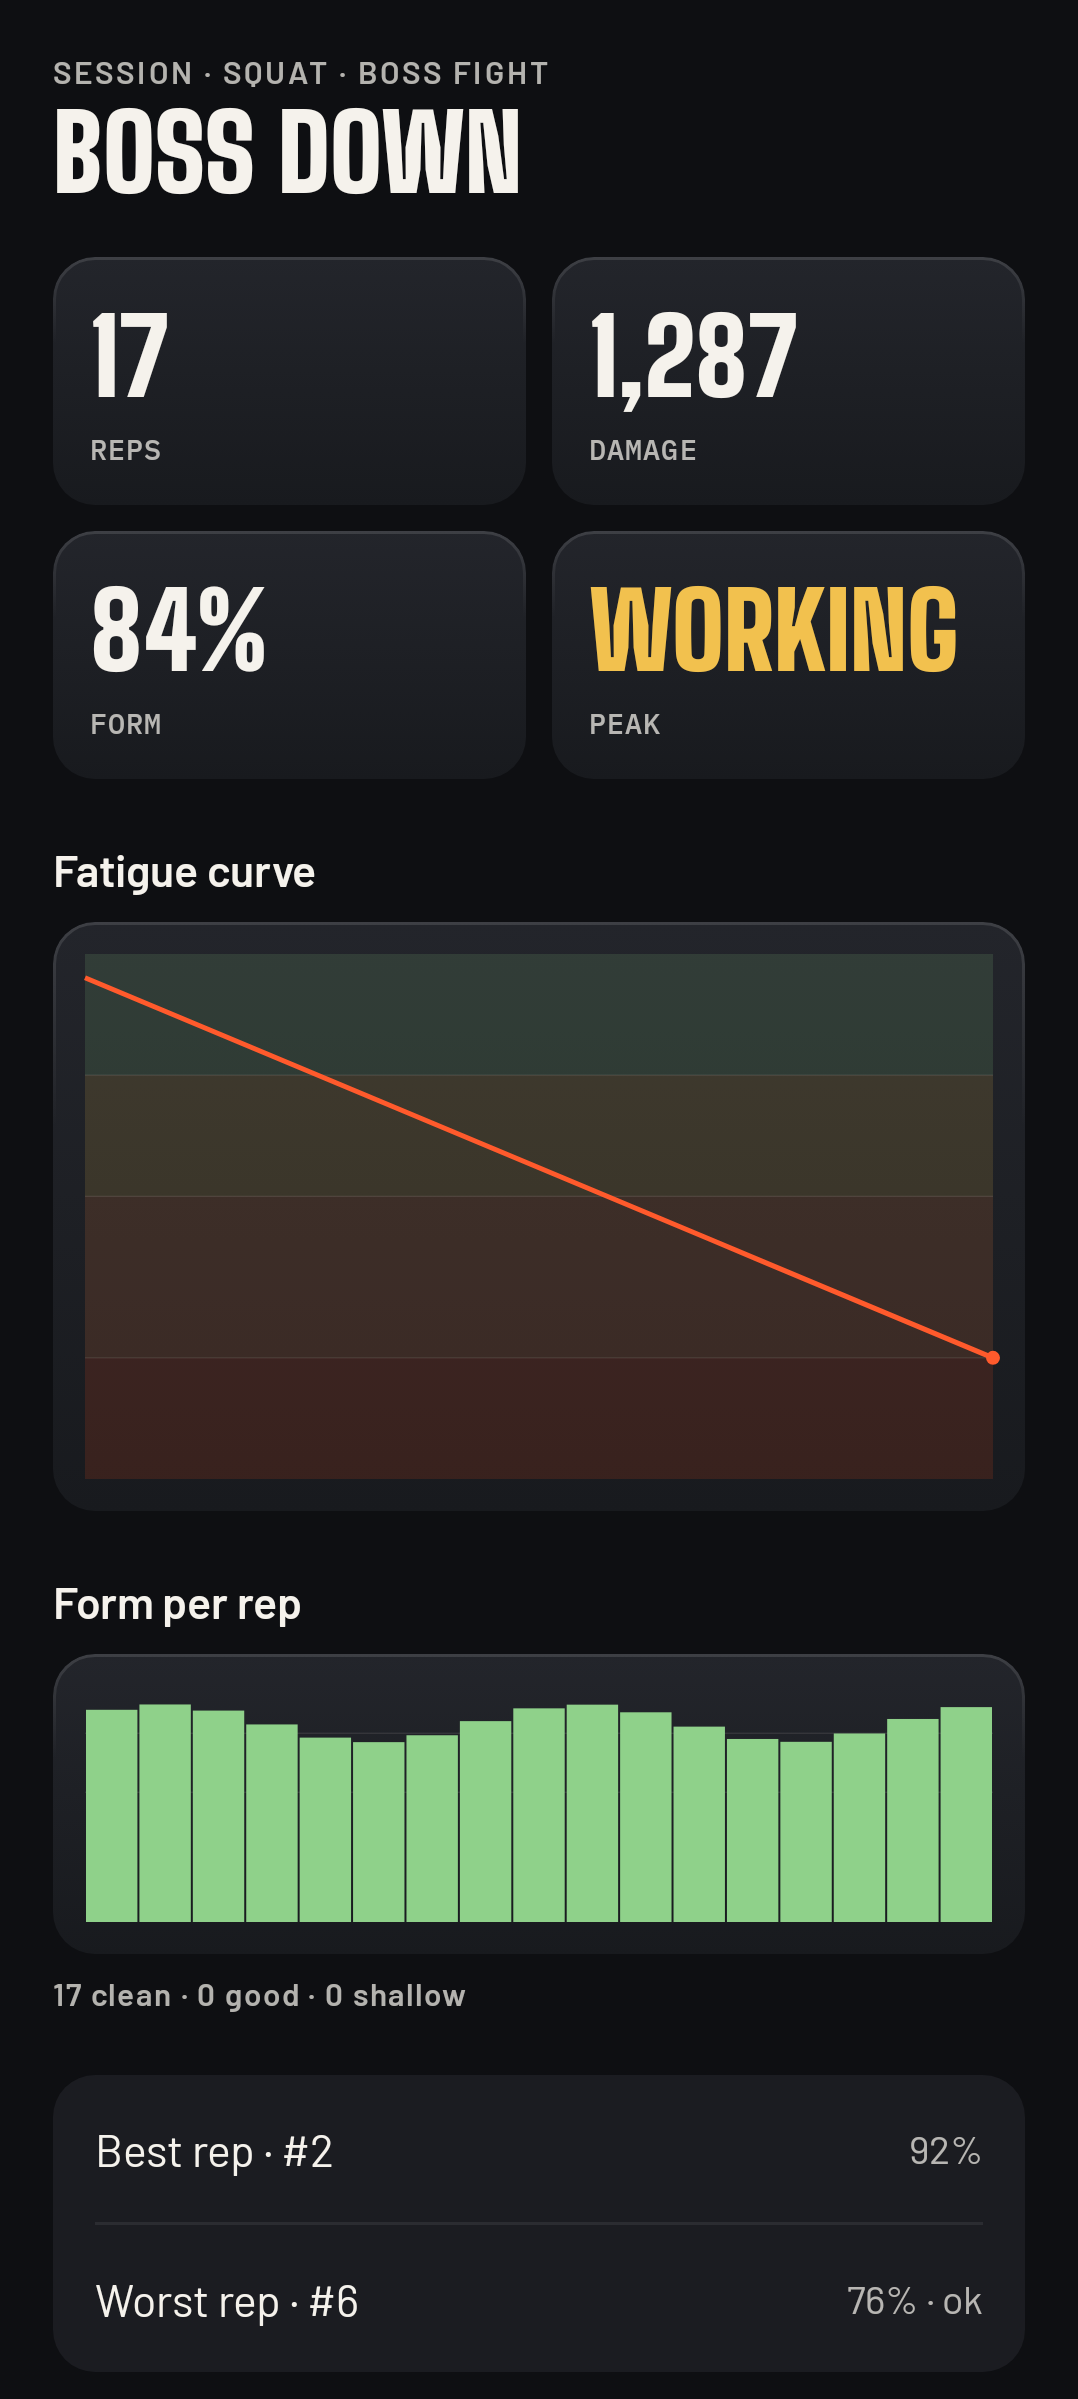 SESSION · SQUAT · BOSS FIGHT
BOSS DOWN
17
REPS
1,287
DAMAGE
84%
FORM
WORKING
PEAK
Fatigue curve
Form per rep
17 clean · 0 good · 0 shallow
Best rep · #2
92%
Worst rep · #6
76% · ok